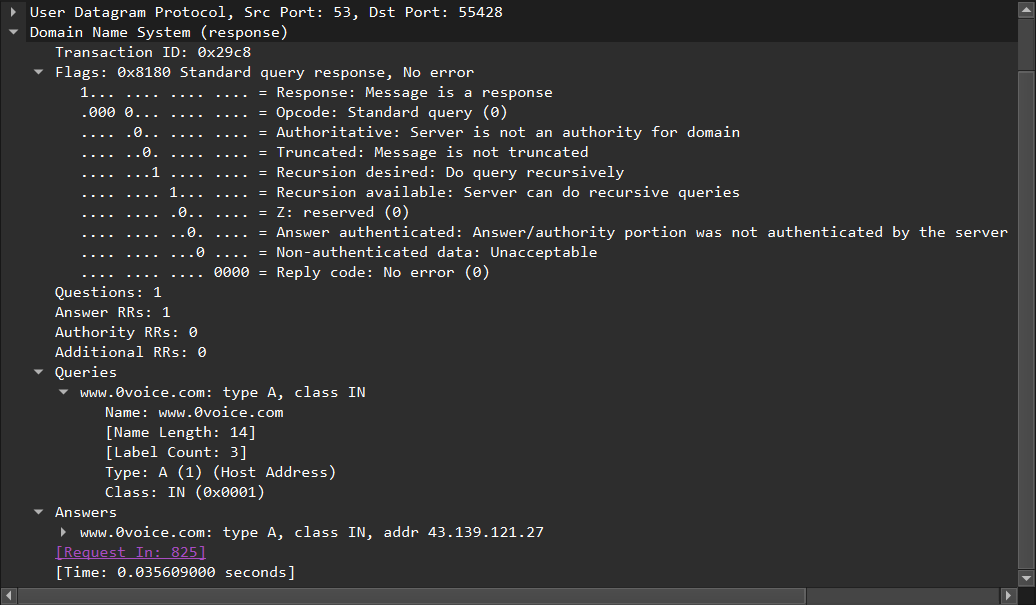 User Datagram Protocol, Src Port: 53, Dst Port: 55428
Domain Name System (response)
Transaction ID: 0x29c8
Flags: 0x8180 Standard query response, No error
1... .... .... .... = Response: Message is a response
.000 0... .... .... = Opcode: Standard query (0)
.... .0.. .... .... = Authoritative: Server is not an authority for domain
.... ..0. .... .... = Truncated: Message is not truncated
.... ...1 .... .... = Recursion desired: Do query recursively
.... .... 1... .... = Recursion available: Server can do recursive queries
.... .... .0.. .... = Z: reserved (0)
.... .... ..0. .... = Answer authenticated: Answer/authority portion was not authenticated by the server
.... .... ...0 .... = Non-authenticated data: Unacceptable
.... .... .... 0000 = Reply code: No error (0)
Questions: 1
Answer RRs: 1
Authority RRs: 0
Additional RRs: 0
Queries
www.0voice.com: type A, class IN
Name: www.0voice.com
[Name Length: 14]
[Label Count: 3]
Type: A (1) (Host Address)
Class: IN (0x0001)
Answers
www.0voice.com: type A, class IN, addr 43.139.121.27
[Request In: 825]
[Time: 0.035609000 seconds]